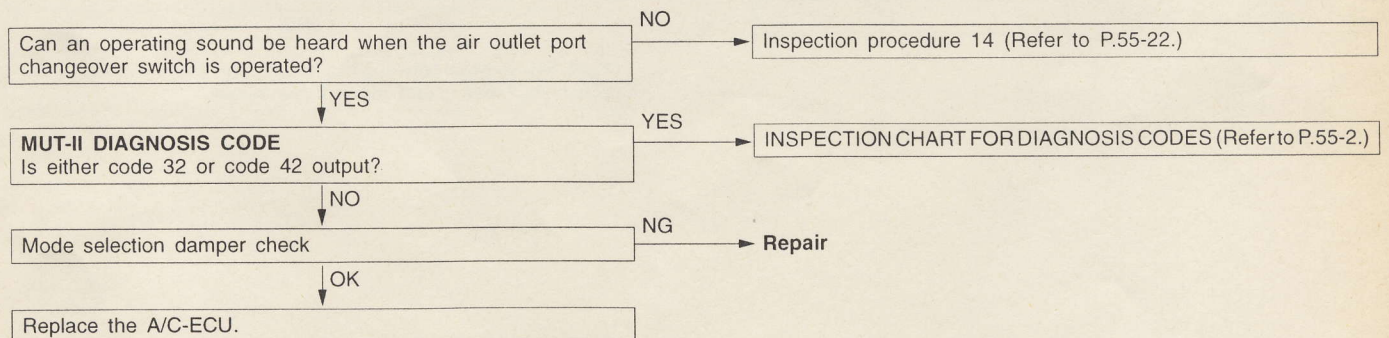 Can an operating sound be heard when the air outlet port
changeover switch is operated?
NO
Inspection procedure 14 (Refer to P.55-22.)
YES
MUT-II DIAGNOSIS CODE
Is either code 32 or code 42 output?
YES
INSPECTION CHART FOR DIAGNOSIS CODES (Refer to P.55-2.)
NO
Mode selection damper check
NG
Repair
OK
Replace the A/C-ECU.